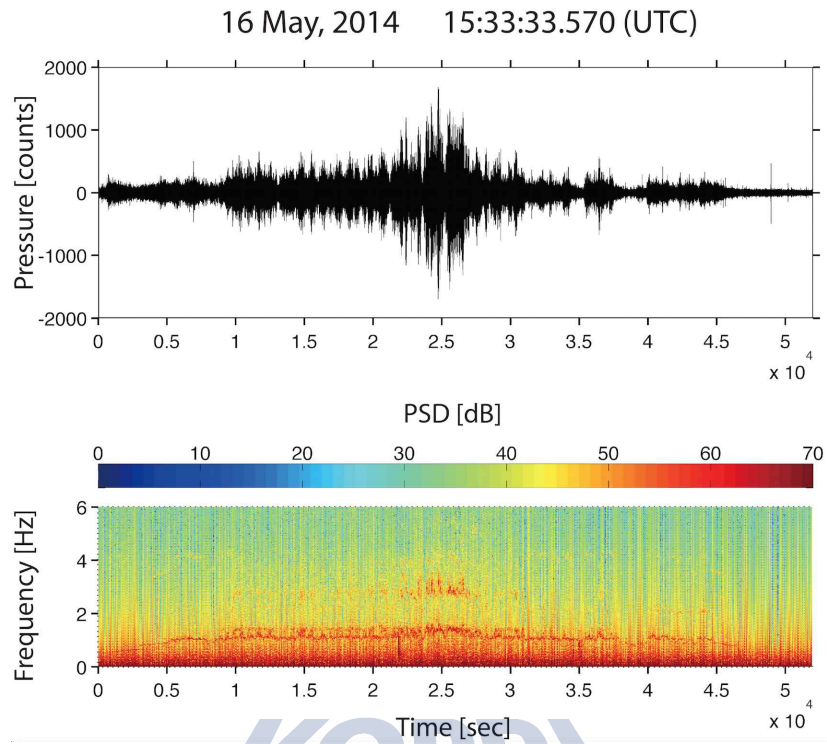 16 May, 2014 15:33:33.570 (UTC)
Pressure [counts]
2000
1000
0
-1000
-2000
0 0.5 1 1.5 2 2.5 3 3.5 4 4.5 5
x 10 4
PSD [dB]
0 10 20 30 40 50 60 70
Frequency [Hz]
6
4
2
0
0 0.5 1 1.5 2 2.5 3 3.5 4 4.5 5
x 10 4
Time [sec]